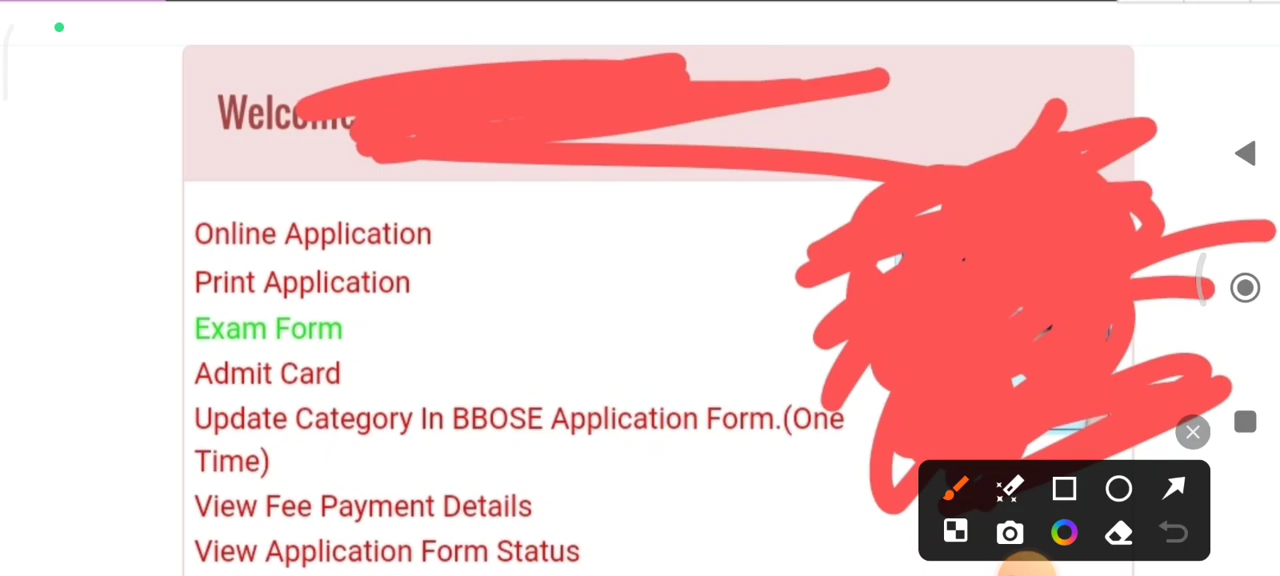 Welcome
Online Application
Print Application
Exam Form
Admit Card
Update Category In BBOSE Application Form.(One
Time)
View Fee Payment Details
View Application Form Status